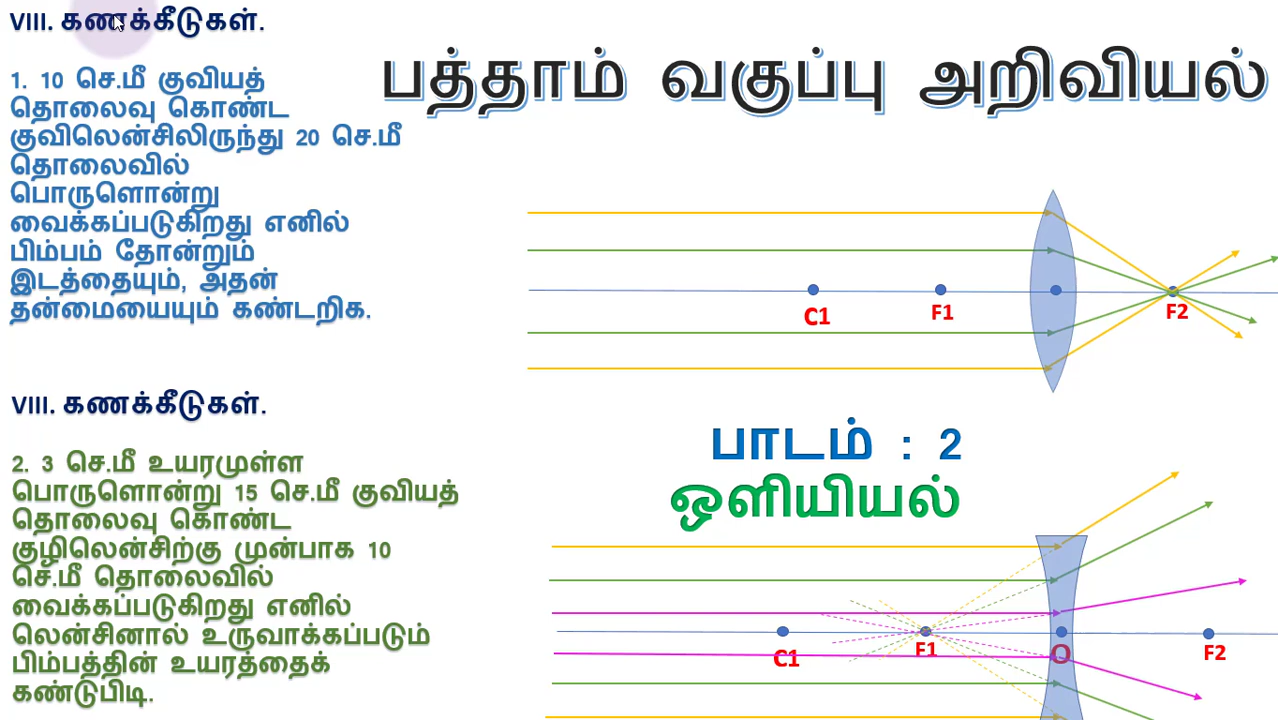 VIII. கணக்கீடுகள்.
1. 10 செ.மீ குவியத்
தொலைவு கொண்ட
குவிலென்சிலிருந்து 20 செ.மீ
தொலைவில்
பொருளொன்று
வைக்கப்படுகிறது எனில்
பிம்பம் தோன்றும்
இடத்தையும், அதன்
தன்மையையும் கண்டறிக.
பத்தாம் வகுப்பு அறிவியல்
C1 F1 F2
VIII. கணக்கீடுகள்.
2. 3 செ.மீ உயரமுள்ள
பொருளொன்று 15 செ.மீ குவியத்
தொலைவு கொண்ட
குழிலென்சிற்கு முன்பாக 10
செ.மீ தொலைவில்
வைக்கப்படுகிறது எனில்
லென்சினால் உருவாக்கப்படும்
பிம்பத்தின் உயரத்தைக்
கண்டுபிடி.
பாடம் : 2
ஒளியியல்
C1 F1 O F2